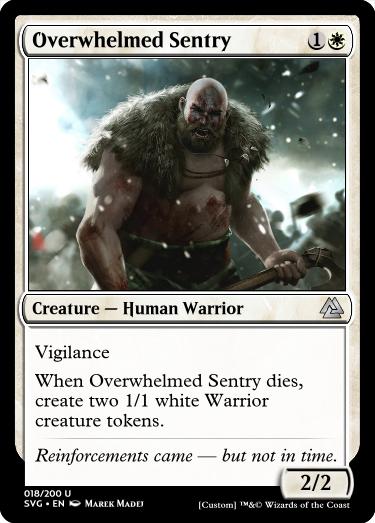 Overwhelmed Sentry 1
Creature — Human Warrior
Vigilance
When Overwhelmed Sentry dies,
create two 1/1 white Warrior
creature tokens.
Reinforcements came — but not in time.
2/2
018/200 U
SVG • EN Marek Madej
[Custom] ™&© Wizards of the Coast